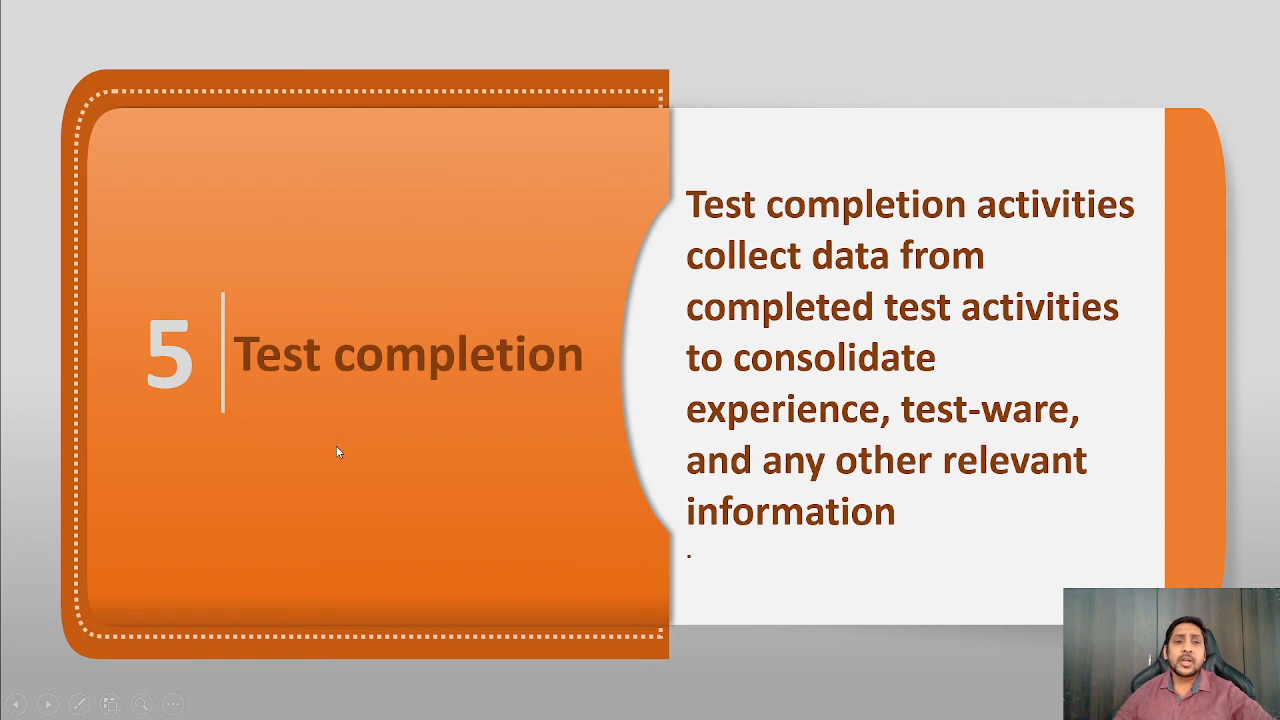 5
Test completion
Test completion activities
collect data from
completed test activities
to consolidate
experience, test-ware,
and any other relevant
information
.